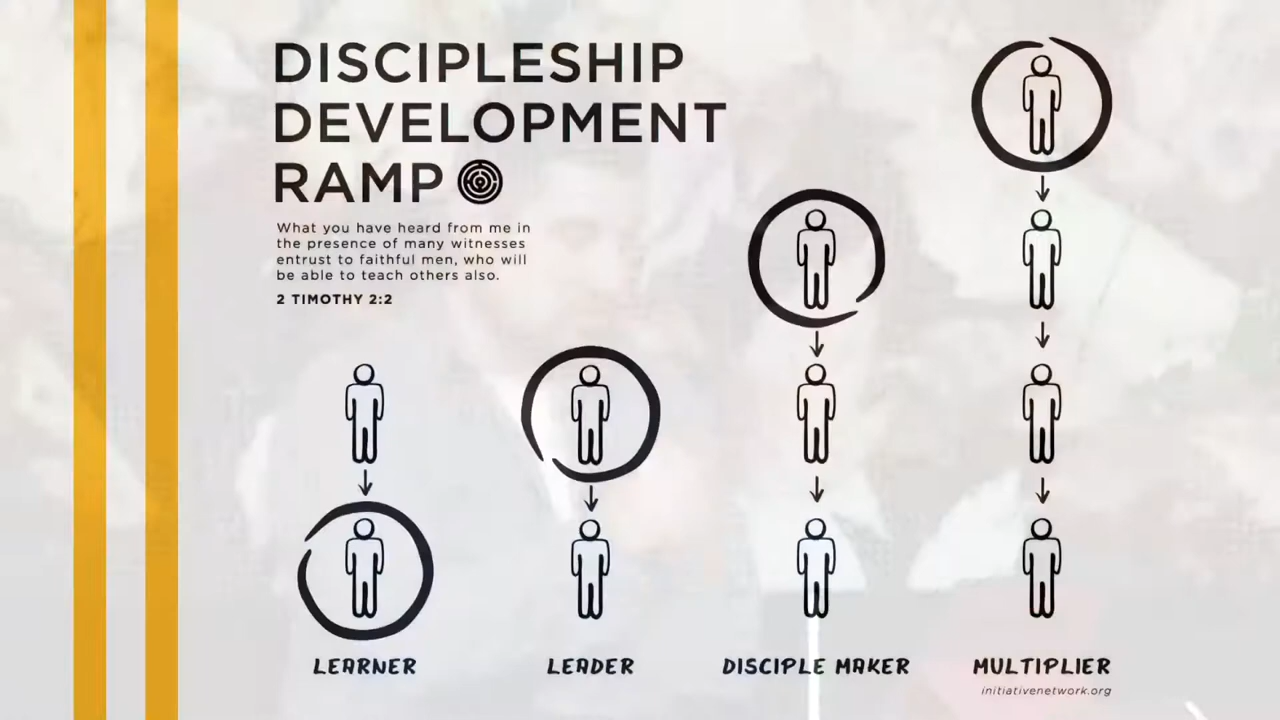 DISCIPLESHIP
DEVELOPMENT
RAMP
What you have heard from me in
the presence of many witnesses
entrust to faithful men, who will
be able to teach others also.
2 TIMOTHY 2:2
LEARNER
LEADER
DISCIPLE MAKER
MULTIPLIER
initiativenetwork.org